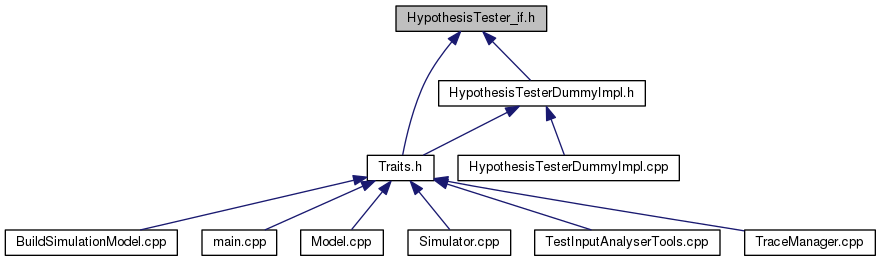 HypothesisTester_if.h
HypothesisTesterDummyImpl.h
Traits.h
HypothesisTesterDummyImpl.cpp
BuildSimulationModel.cpp
main.cpp
Model.cpp
Simulator.cpp
TestInputAnalyserTools.cpp
TraceManager.cpp